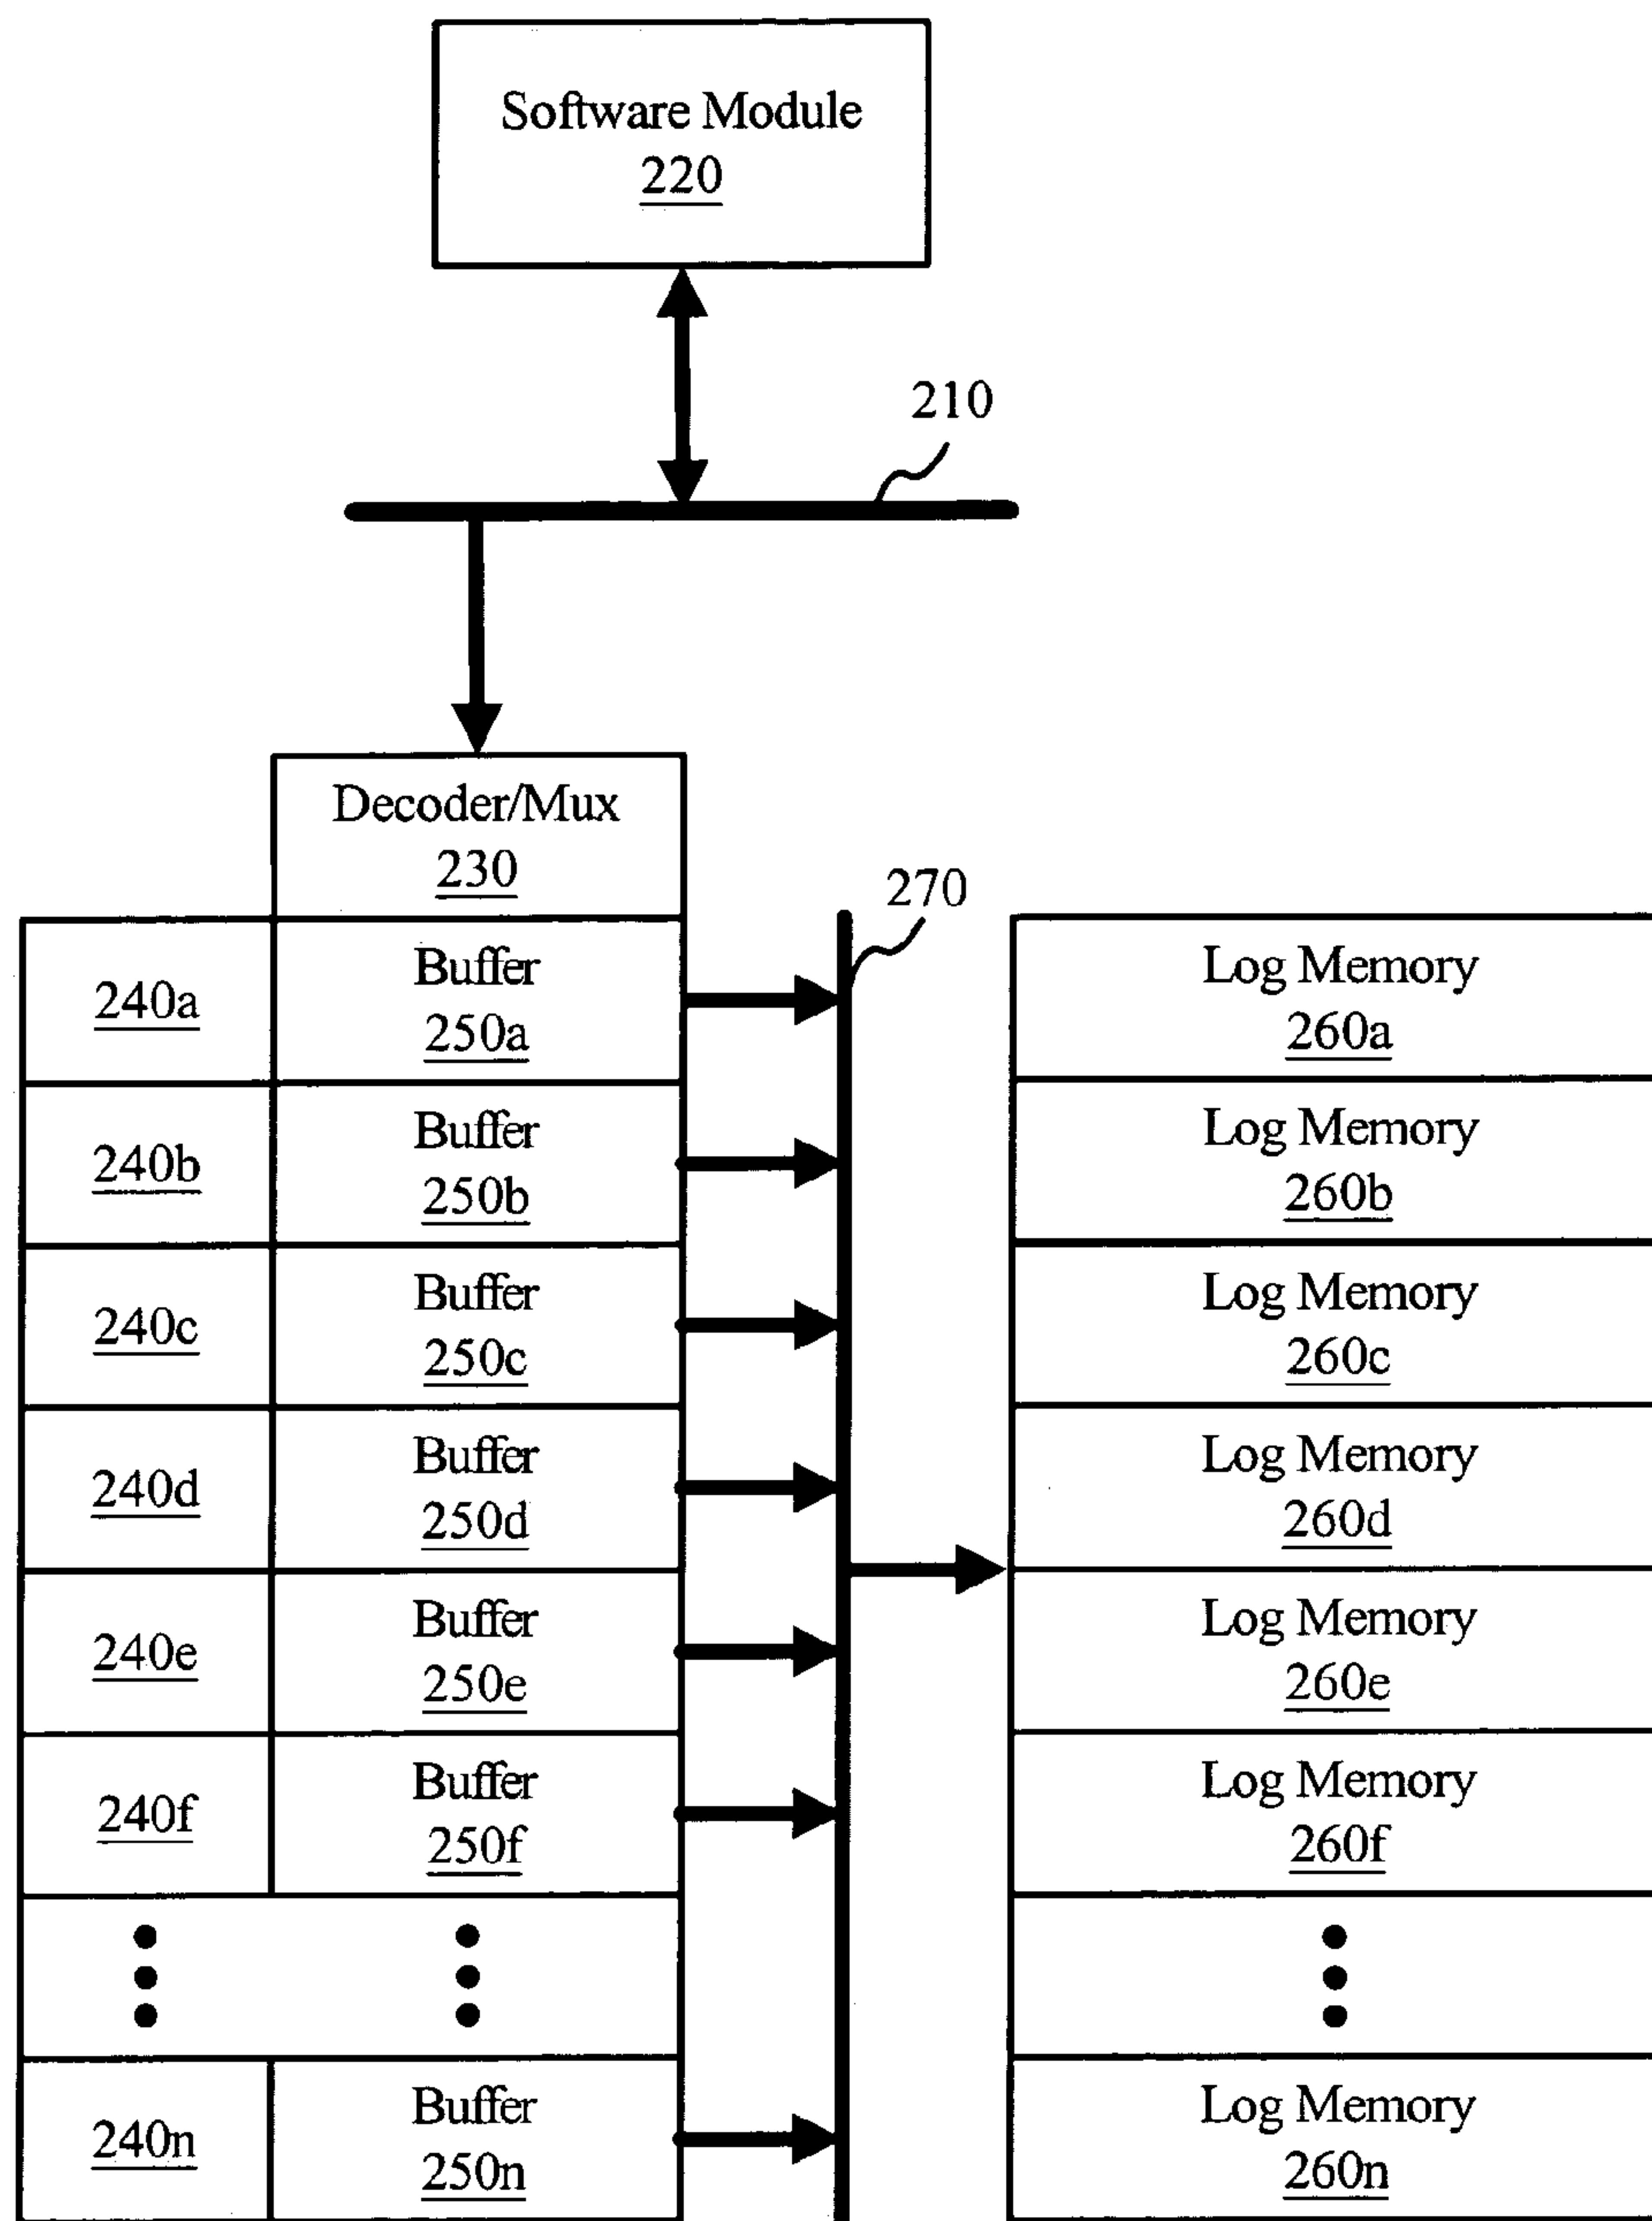 Software Module
220
210
Decoder/Mux
230
270
240a
Buffer
250a
Log Memory
260a
240b
Buffer
250b
Log Memory
260b
240c
Buffer
250c
Log Memory
260c
240d
Buffer
250d
Log Memory
260d
240e
Buffer
250e
Log Memory
260e
240f
Buffer
250f
Log Memory
260f
240n
Buffer
250n
Log Memory
260n